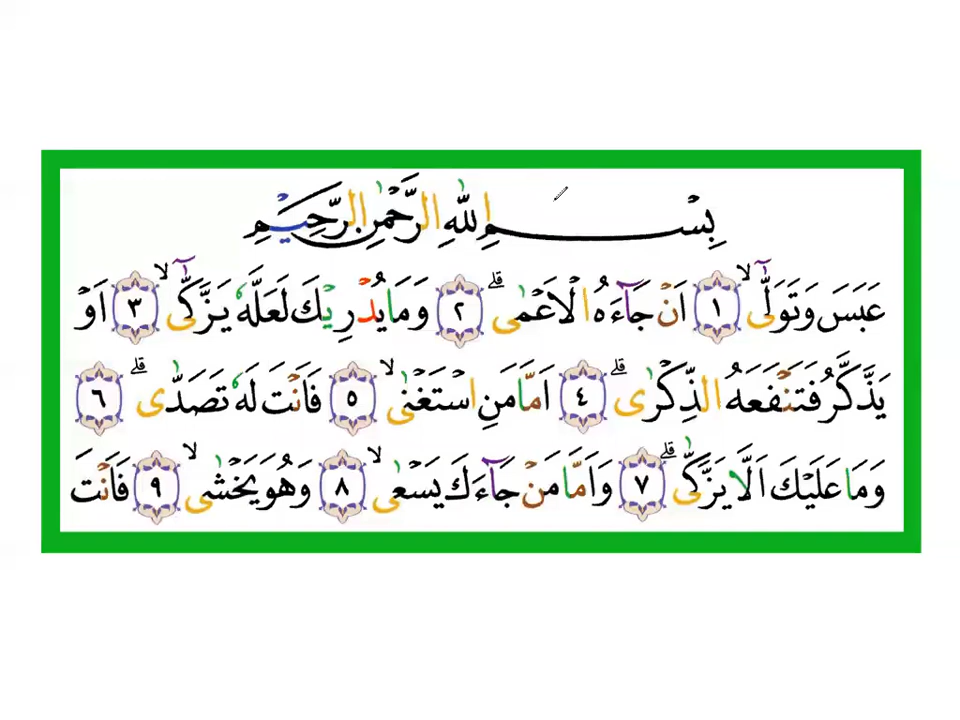 بِسْمِ اللّٰهِ الرَّحْمٰنِ الرَّحِيْمِ
عَبَسَ وَتَوَلّٰٓى ۙ ١ اَنْ جَآءَهُ الْاَعْمٰى ۗ ٢ وَمَا يُدْرِيْكَ لَعَلَّهٗ يَزَّكّٰٓى ۙ ٣ اَوْ
يَذَّكَّرُ فَتَنْفَعَهُ الذِّكْرٰى ۗ ٤ اَمَّا مَنِ اسْتَغْنٰى ۙ ٥ فَاَنْتَ لَهٗ تَصَدّٰى ۗ ٦
وَمَا عَلَيْكَ اَلَّا يَزَّكّٰى ۗ ٧ وَاَمَّا مَنْ جَآءَكَ يَسْعٰى ۙ ٨ وَهُوَ يَخْشٰى ۙ ٩ فَاَنْتَ